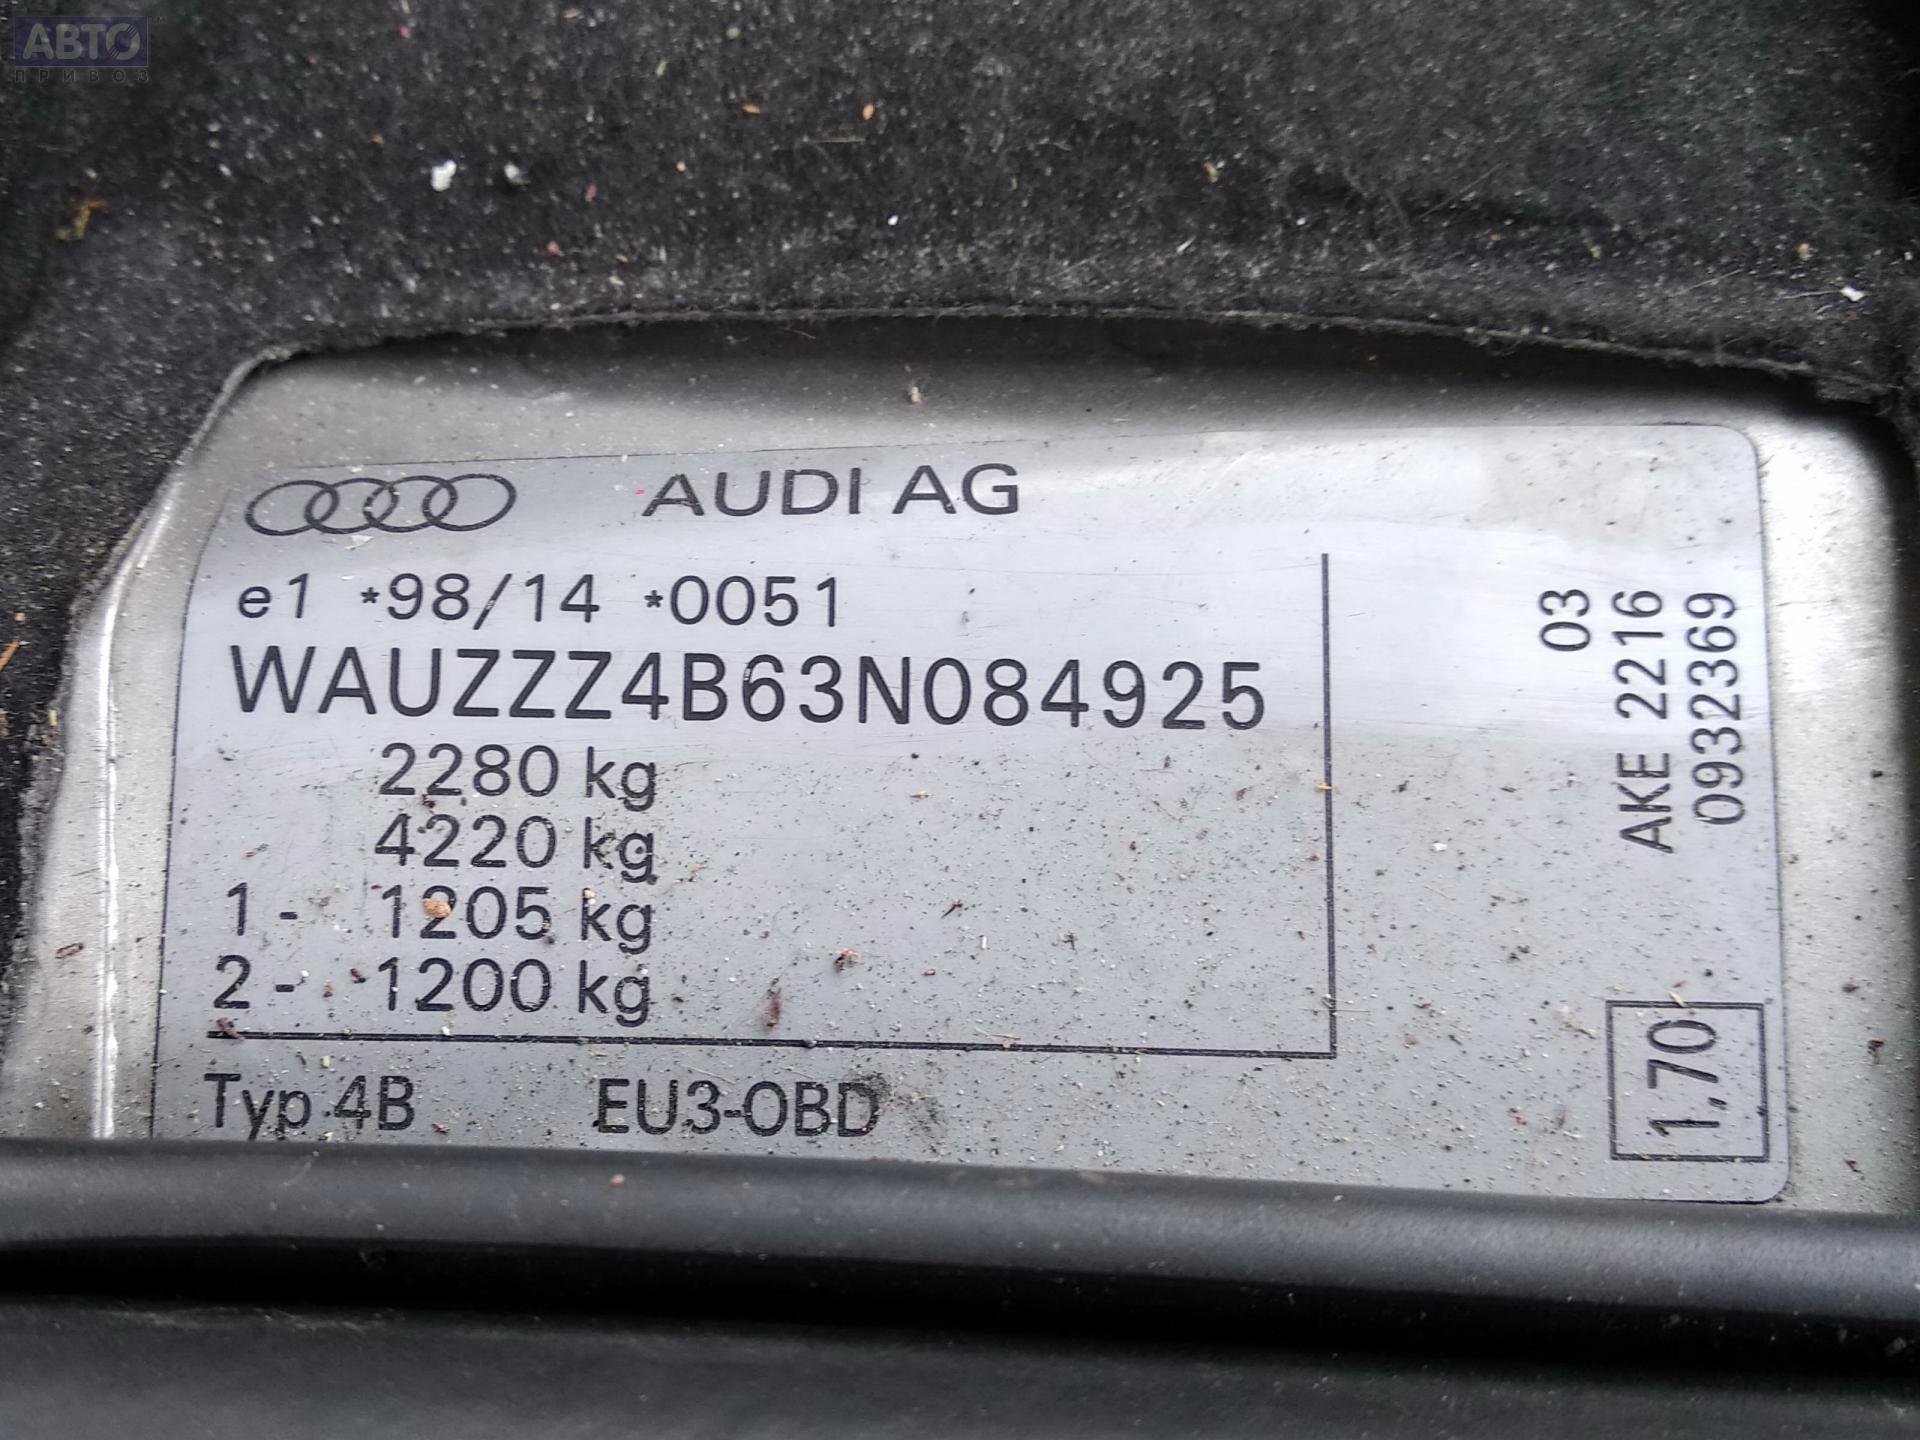 АВТО
ПРИВОЗ
AUDI AG
e1 *98/14 *0051
WAUZZZ4B63N084925
2280 kg
4220 kg
1 - 1205 kg
2 - 1200 kg
Typ 4B EU3-OBD
03
AKE 2216
0932369
1,70